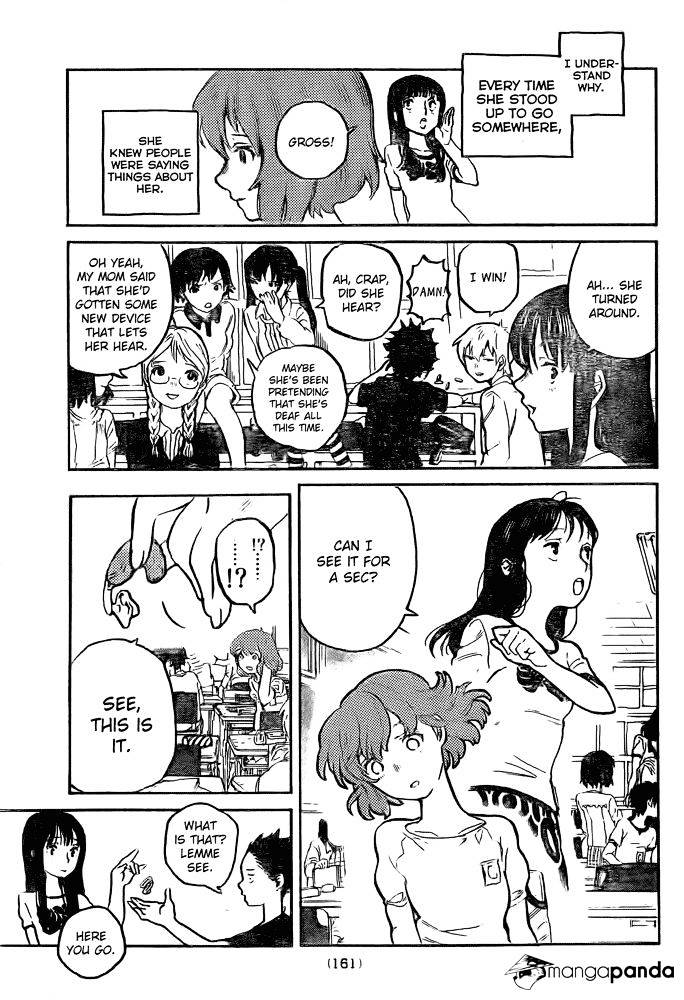 I UNDER-
STAND
WHY.
EVERY TIME
SHE STOOD
UP TO GO
SOMEWHERE,
GROSS!
SHE
KNEW PEOPLE
WERE SAYING
THINGS ABOUT
HER.
AH... SHE
TURNED
AROUND.
I WIN!
DAMN!
AH, CRAP,
DID SHE
HEAR?
OH YEAH,
MY MOM SAID
THAT SHE'D
GOTTEN SOME
NEW DEVICE
THAT LETS
HER HEAR.
MAYBE
SHE'S BEEN
PRETENDING
THAT SHE'S
DEAF ALL
THIS TIME.
CAN I
SEE IT FOR
A SEC?
......!?
......!?
SEE,
THIS IS
IT.
WHAT
IS THAT?
LEMME
SEE.
HERE
YOU GO.
(161)
mangapanda